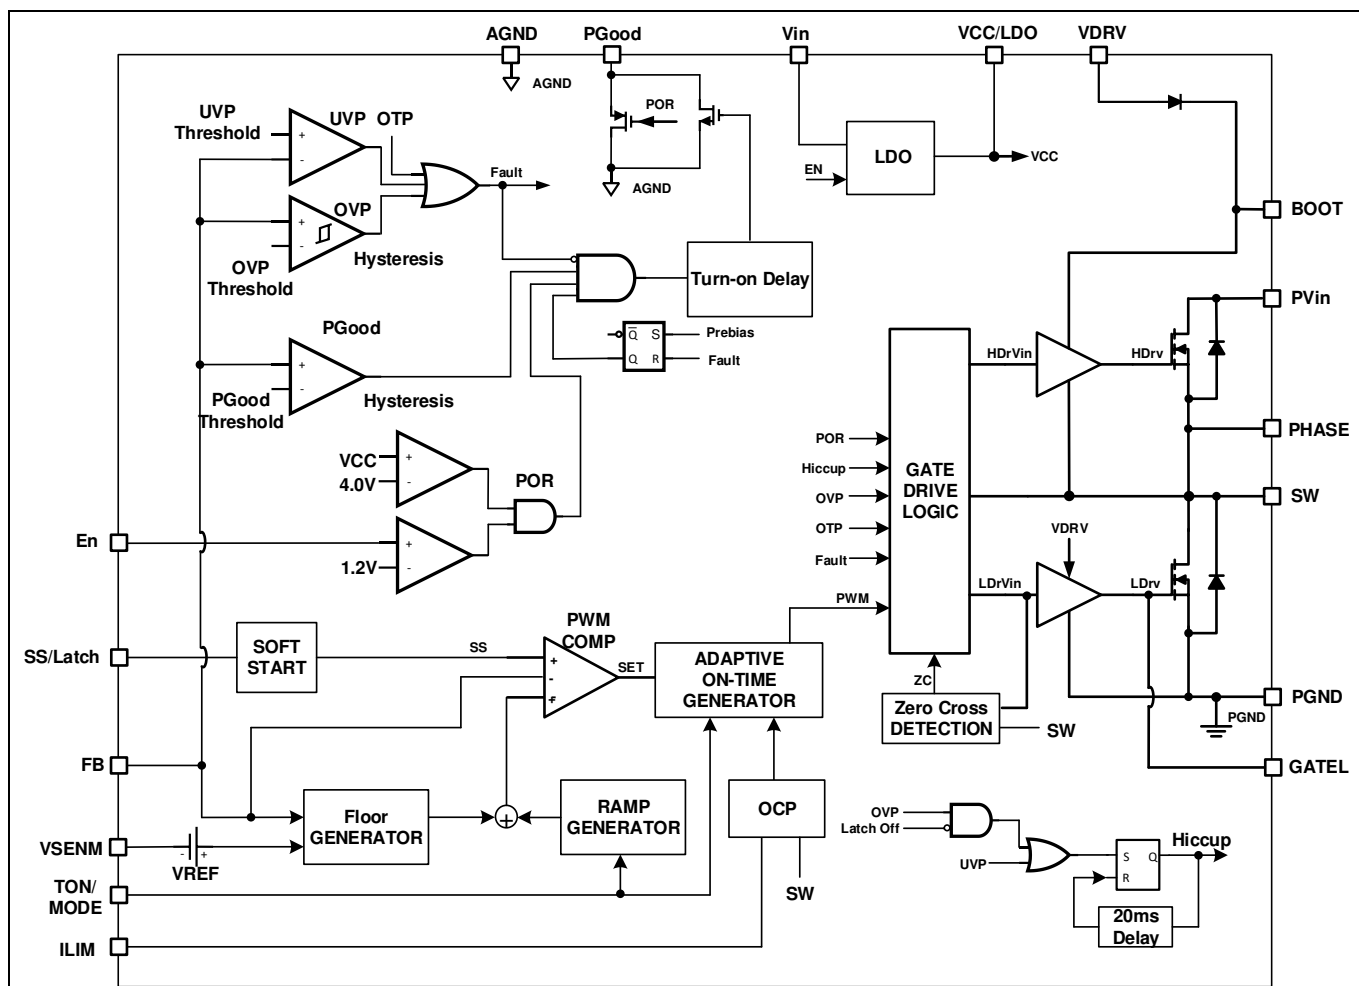 AGND
PGood
Vin
VCC/LDO
VDRV
AGND
POR
AGND
UVP
Threshold
+
-
UVP
OTP
Fault
LDO
EN
VCC
BOOT
+
-
OVP
Hysteresis
OVP
Threshold
Turn-on Delay
PVin
PGood
+
-
PGood
Threshold
Hysteresis
Q
S
Q
R
Prebias
Fault
HDrVin
HDrv
PHASE
VCC
4.0V
+
-
POR
POR
Hiccup
OVP
OTP
Fault
PWM
GATE
DRIVE
LOGIC
SW
En
1.2V
+
-
VDRV
LDrVin
LDrv
SS/Latch
SOFT
START
SS
PWM
COMP
+
-
+
SET
ADAPTIVE
ON-TIME
GENERATOR
ZC
Zero Cross
DETECTION
SW
PGND
PGND
FB
GATEL
Floor
GENERATOR
+
RAMP
GENERATOR
OCP
SW
VSENM
-
+
VREF
TON/
MODE
ILIM
OVP
Latch Off
UVP
S
Q
R
Hiccup
20ms
Delay